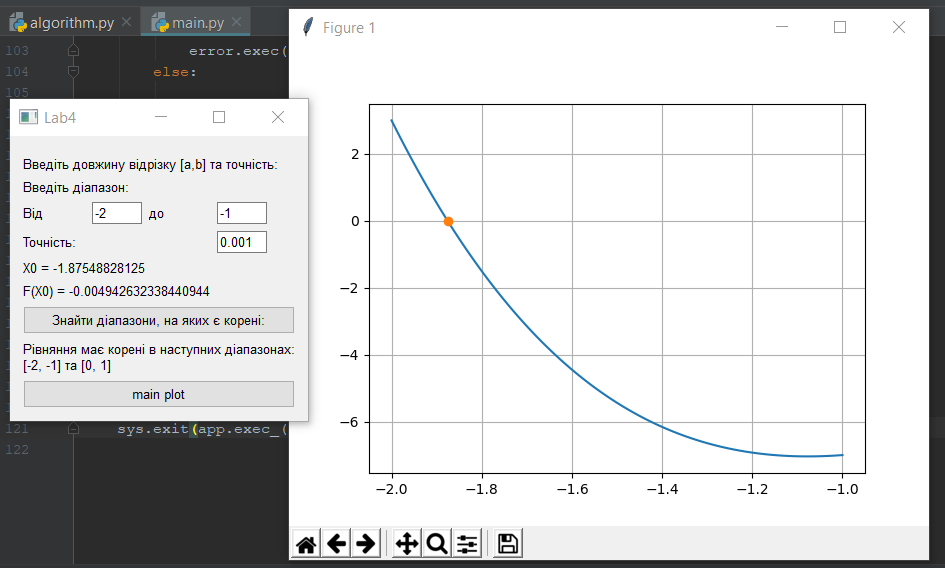 algorithm.py
main.py
103
error.exec(
104
else:
105
Lab4
Введіть довжину відрізку [a,b] та точність:
Введіть діапазон:
Від -2 до -1
Точність: 0.001
X0 = -1.87548828125
F(X0) = -0.004942632338440944
Знайти діапазони, на яких є корені:
Рівняння має корені в наступних діапазонах:
[-2, -1] та [0, 1]
main plot
121
sys.exit(app.exec_(
122
Figure 1
2
0
−2
−4
−6
−2.0 −1.8 −1.6 −1.4 −1.2 −1.0